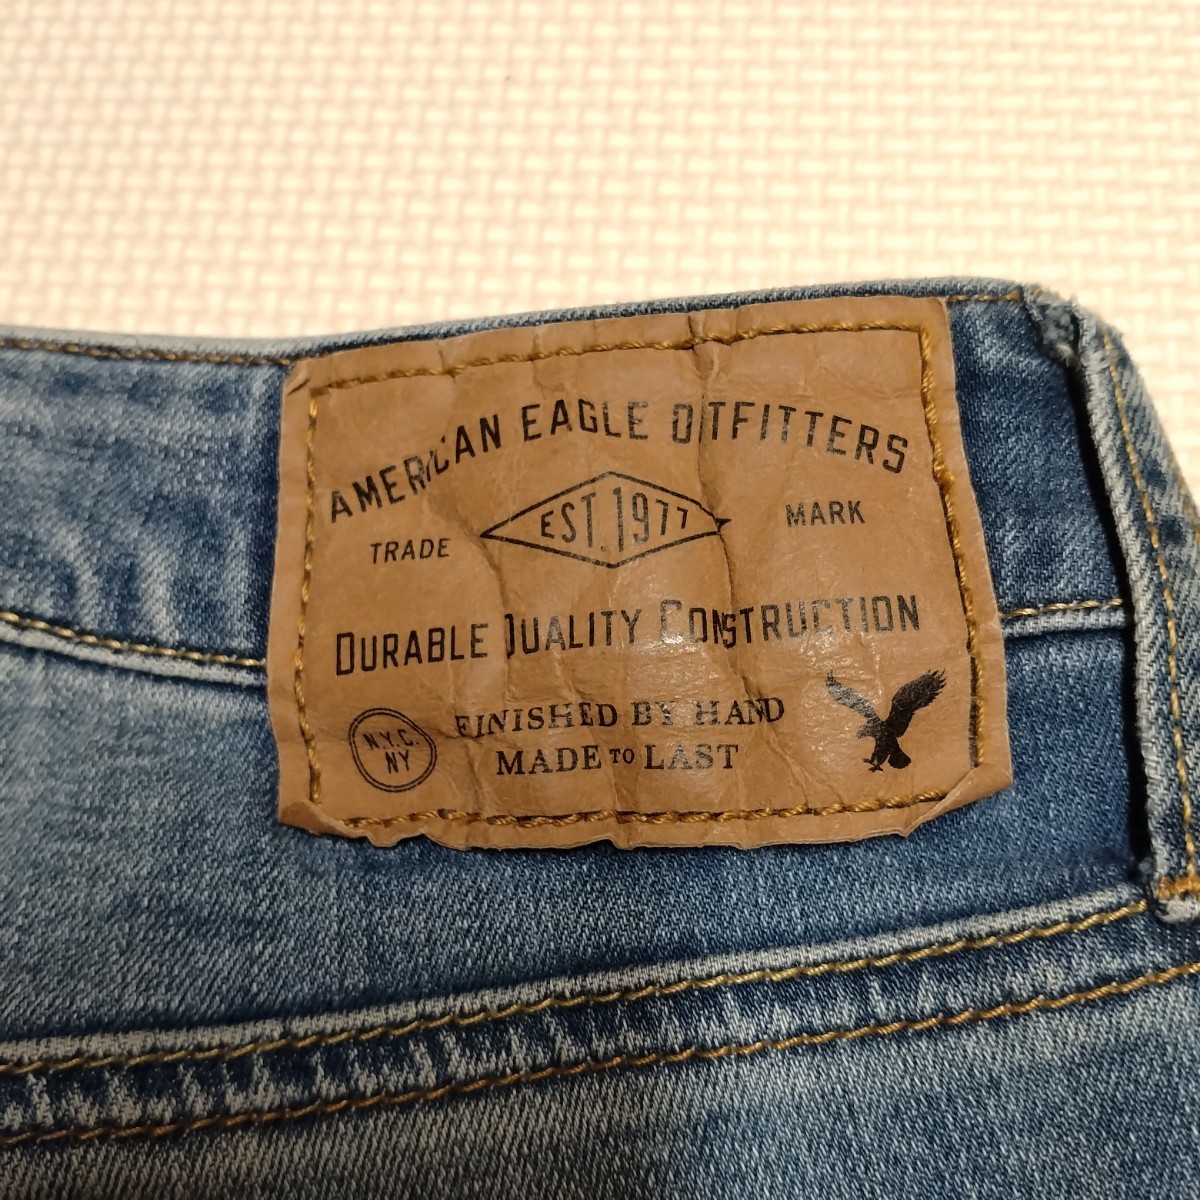 AMERICAN EAGLE OUTFITTERS
TRADE EST. 1977 MARK
DURABLE QUALITY CONSTRUCTION
N.Y.C.
NY
FINISHED BY HAND
MADE TO LAST